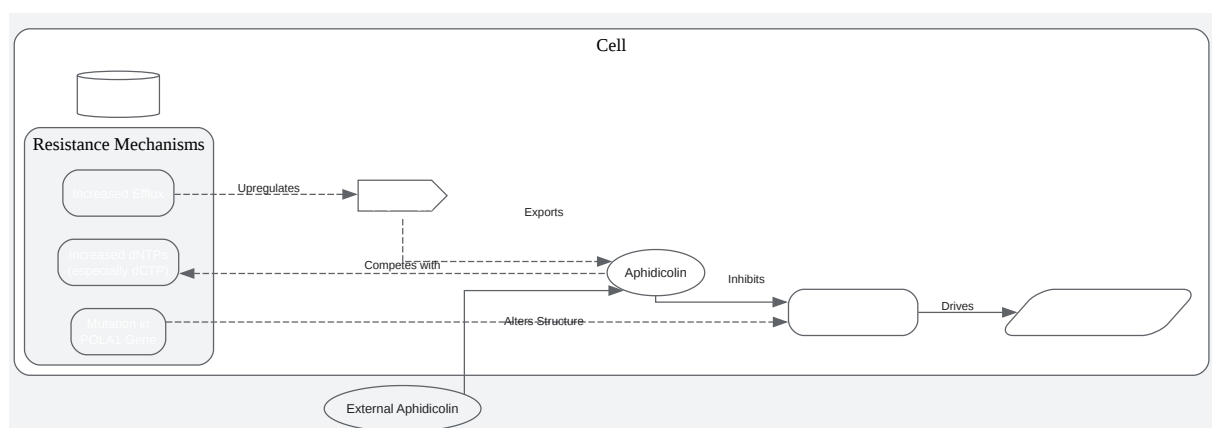 Cell
Resistance Mechanisms
Increased Efflux
Upregulates
Exports
Increased dNTPs
(especially dCTP)
Competes with
Aphidicolin
Inhibits
Mutation in
POLA1 Gene
Alters Structure
Drives
External Aphidicolin